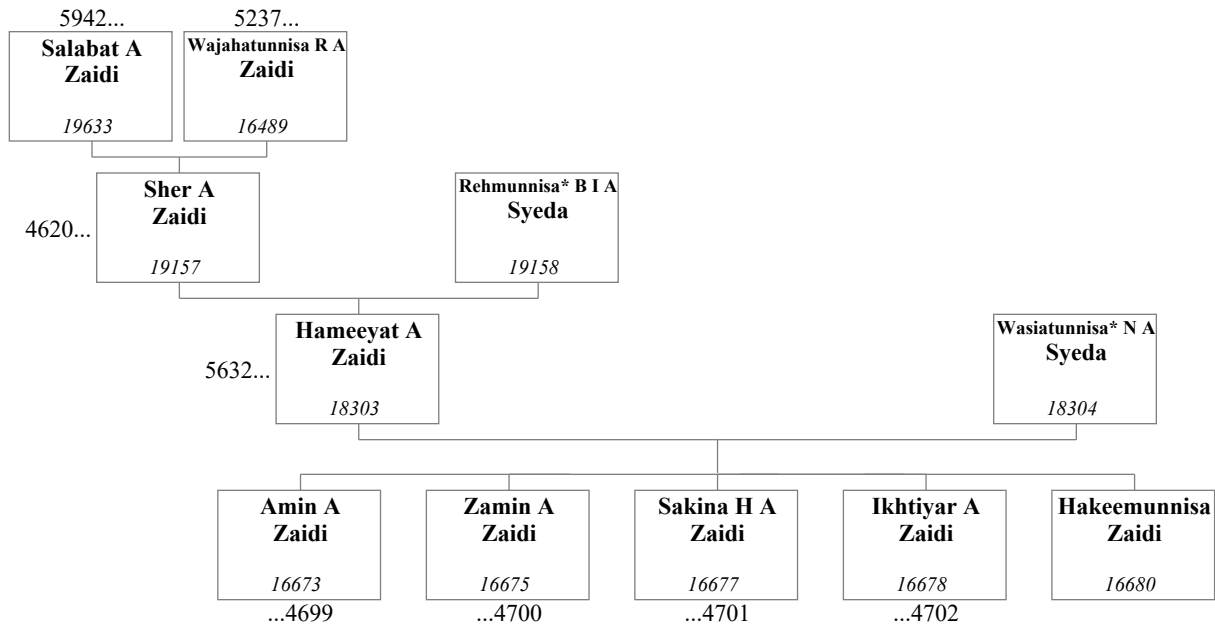 5942...
5237...
Salabat A
Zaidi
19633
Wajahatunnisa R A
Zaidi
16489
4620...
Sher A
Zaidi
19157
Rehmunnisa* B I A
Syeda
19158
5632...
Hameeyat A
Zaidi
18303
Wasiatunnisa* N A
Syeda
18304
Amin A
Zaidi
16673
...4699
Zamin A
Zaidi
16675
...4700
Sakina H A
Zaidi
16677
...4701
Ikhtiyar A
Zaidi
16678
...4702
Hakeemunnisa
Zaidi
16680